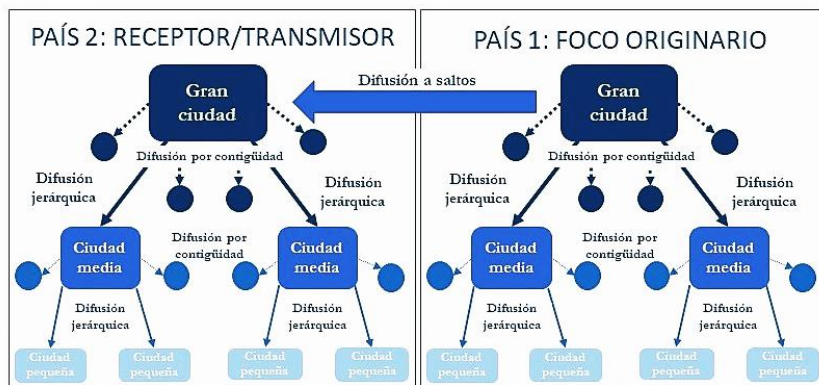 PAÍS 2: RECEPTOR/TRANSMISOR
Gran
ciudad
Difusión por contigüidad
Difusión
jerárquica
Difusión
jerárquica
Ciudad
media
Difusión por
contigüidad
Ciudad
media
Difusión
jerárquica
Difusión
jerárquica
Ciudad
pequeña
Ciudad
pequeña
Ciudad
pequeña
Ciudad
pequeña
Difusión a saltos
PAÍS 1: FOCO ORIGINARIO
Gran
ciudad
Difusión por contigüidad
Difusión
jerárquica
Difusión
jerárquica
Ciudad
media
Difusión por
contigüidad
Ciudad
media
Difusión
jerárquica
Difusión
jerárquica
Ciudad
pequeña
Ciudad
pequeña
Ciudad
pequeña
Ciudad
pequeña